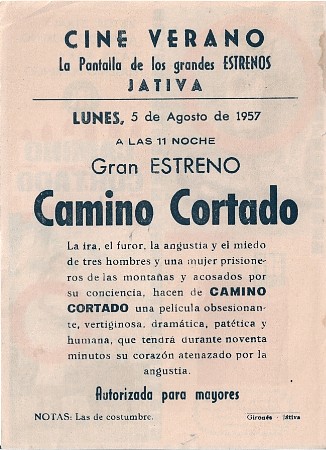 CINE VERANO
La Pantalla de los grandes ESTRENOS
JATIVA
LUNES, 5 de Agosto de 1957
A LAS 11 NOCHE
Gran ESTRENO
Camino Cortado
La ira, el furor, la angustia y el miedo
de tres hombres y una mujer prisione-
ros de las montañas y acosados por
su conciencia, hacen de CAMINO
CORTADO una película obsesionan-
te, vertiginosa, dramática, patética y
humana, que tendrá durante noventa
minutos su corazón atenazado por la
angustia.
Autorizada para mayores
NOTAS: Las de costumbre.
Gironés - Játiva